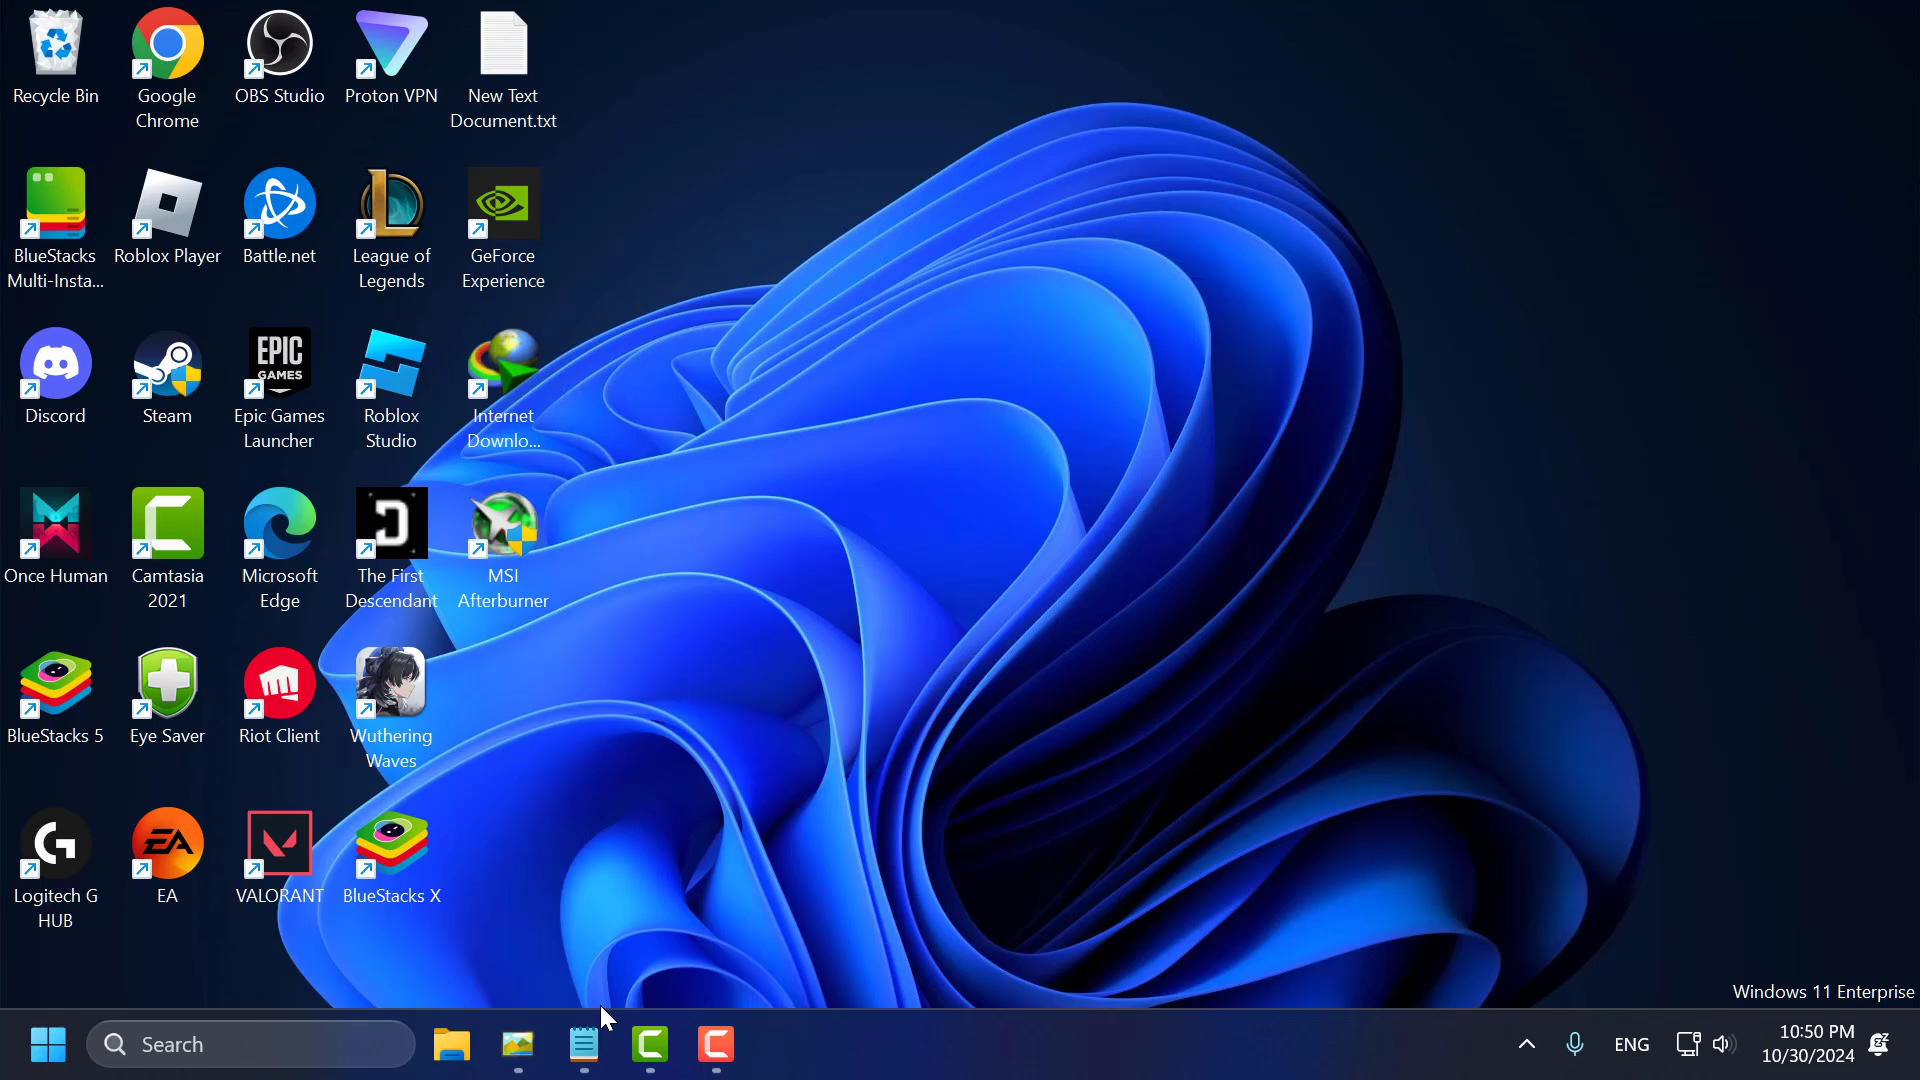 Recycle Bin
Google
Chrome
OBS Studio
Proton VPN
New Text
Document.txt
BlueStacks
Multi-Insta...
Roblox Player
Battle.net
League of
Legends
GeForce
Experience
Discord
Steam
EPIC
GAMES
Epic Games
Launcher
Roblox
Studio
Internet
Downlo...
Once Human
Camtasia
2021
Microsoft
Edge
The First
Descendant
MSI
Afterburner
BlueStacks 5
Eye Saver
Riot Client
Wuthering
Waves
Logitech G
HUB
EA
EA
VALORANT
BlueStacks X
Windows 11 Enterprise
Search
ENG
10:50 PM
10/30/2024